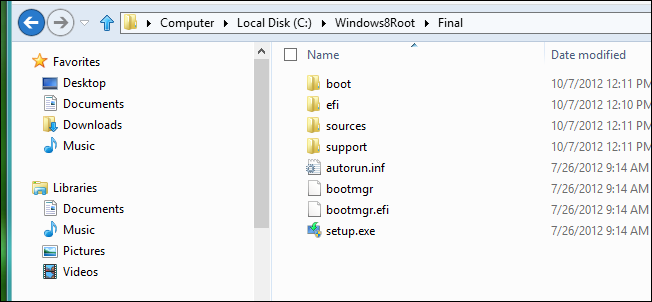 Computer Local Disk (C:) Windows8Root Final
Name Date modified
Favorites
Desktop
Documents
Downloads
Music
Libraries
Documents
Music
Pictures
Videos
boot 10/7/2012 12:11 PM
efi 10/7/2012 12:10 PM
sources 10/7/2012 12:11 PM
support 10/7/2012 12:11 PM
autorun.inf 7/26/2012 9:14 AM
bootmgr 7/26/2012 9:14 AM
bootmgr.efi 7/26/2012 9:14 AM
setup.exe 7/26/2012 9:14 AM